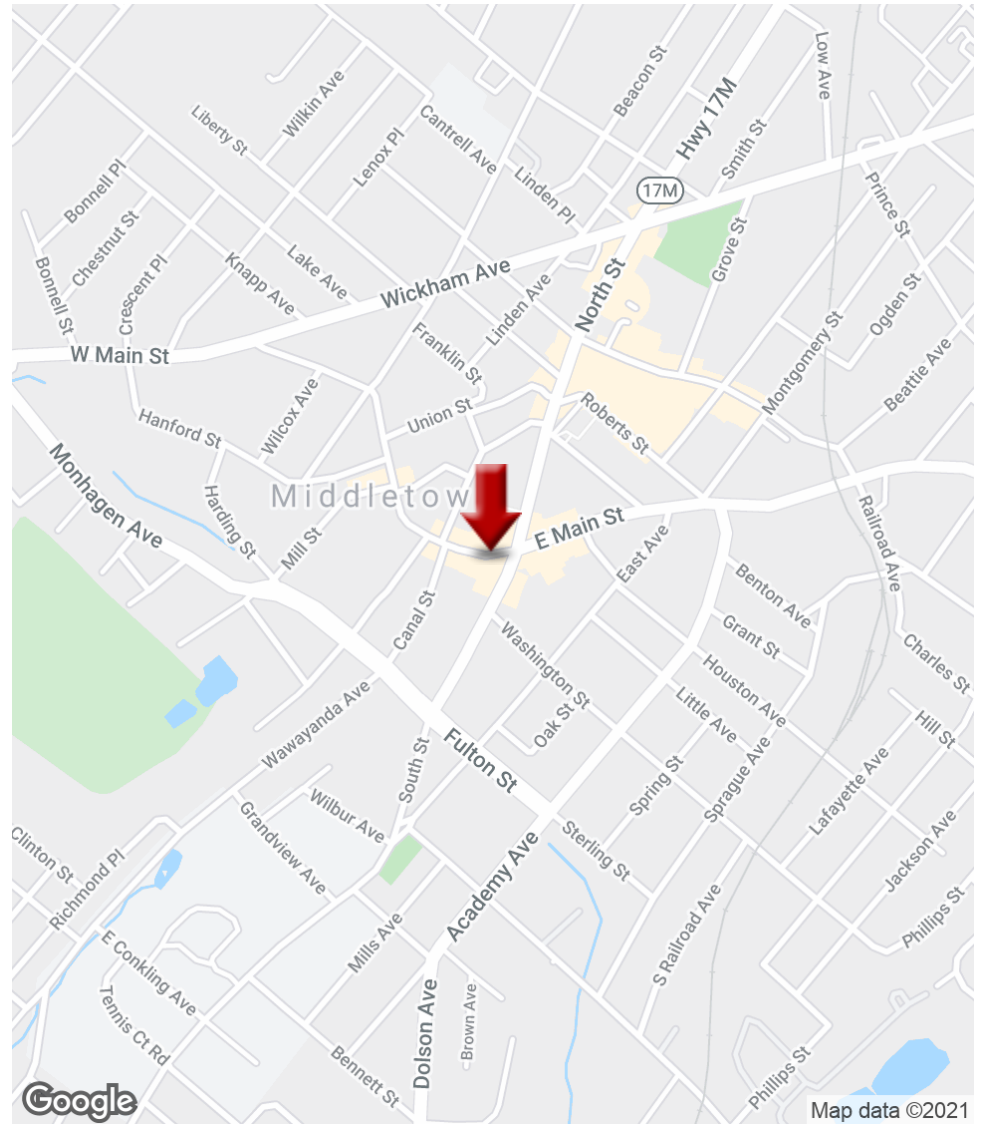 Low Ave
Beacon St
Hwy 17M
Wilkin Ave
Liberty St
Cantrell Ave
Lenox Pl
Smith St
17M
Linden Pl
Prince St
Bonnell Pl
Chestnut St
Grove St
Bonnell St
Crescent Pl
Knapp Ave
Lake Ave
Wickham Ave
Linden Ave
North St
Ogden St
W Main St
Franklin St
Montgomery St
Beattie Ave
Wilcox Ave
Union St
Hanford St
Roberts St
Monhagen Ave
Harding St
Mill St
Middletow
E Main St
East Ave
Railroad Ave
Benton Ave
Canal St
Washington St
Grant St
Charles St
Houston Ave
Wawayanda Ave
Little Ave
Oak St
Hill St
Fulton St
South St
Spring St
Sprague Ave
Lafayette Ave
Wilbur Ave
Grandview Ave
Clinton St
Richmond Pl
Sterling St
Jackson Ave
Academy Ave
Phillips St
Mills Ave
S Railroad Ave
E Conkling Ave
Tennis Ct Rd
Dolson Ave
Brown Ave
Bennett St
Phillips St
Google
Map data ©2021